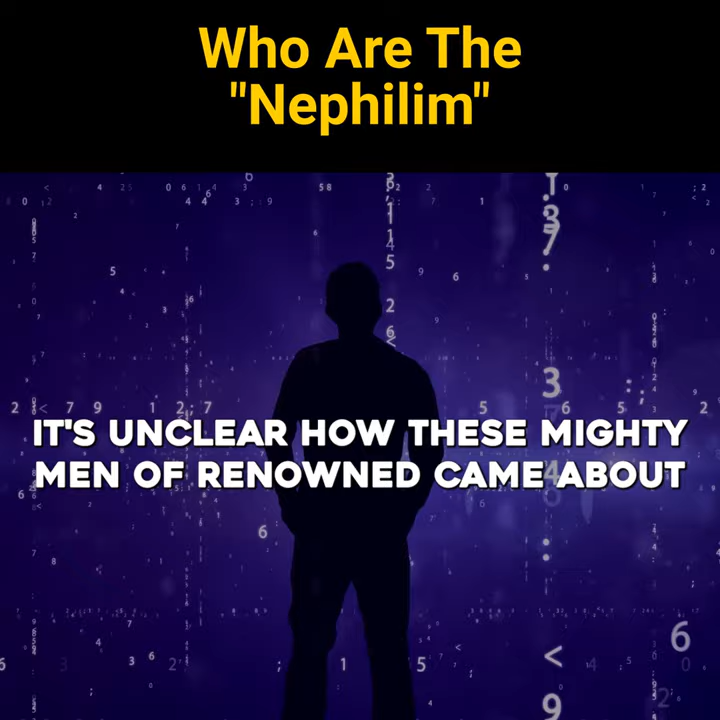 Who Are The
"Nephilim"
IT'S UNCLEAR HOW THESE MIGHTY
MEN OF RENOWNED CAME ABOUT